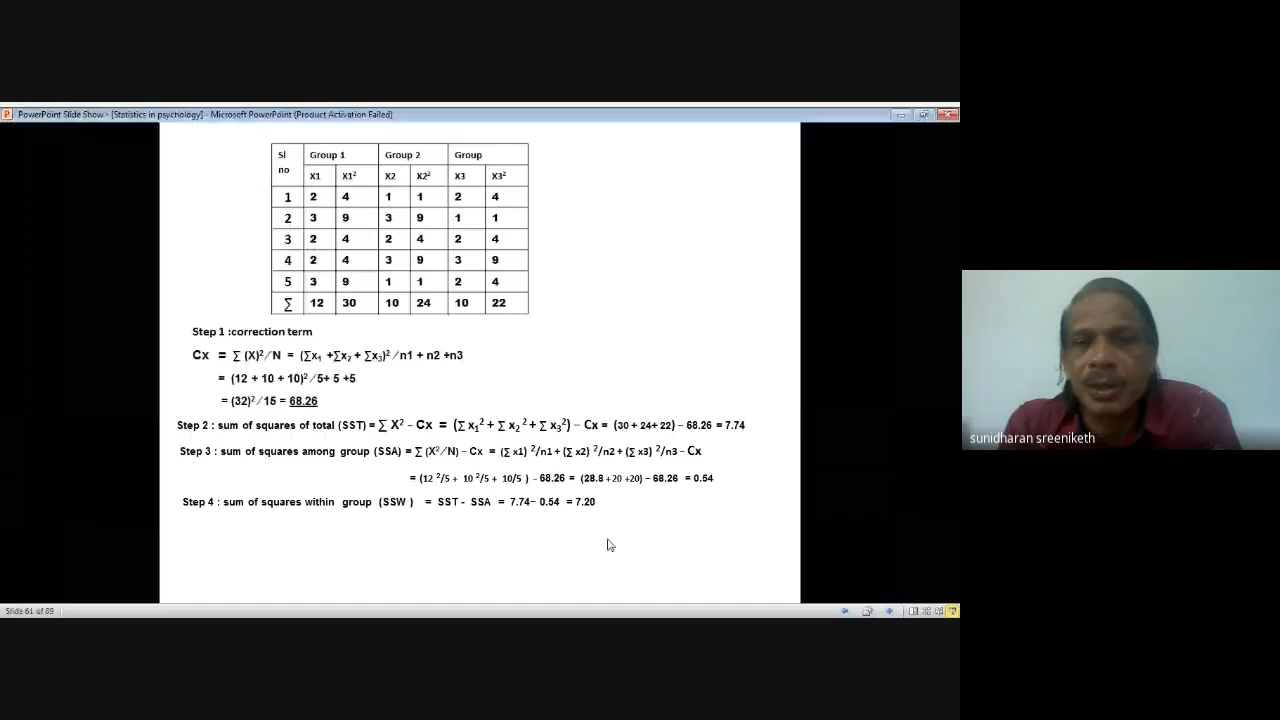 PowerPoint Slide Show - [Statistics in psychology] - Microsoft PowerPoint (Product Activation Failed)
Sl no Group 1 Group 2 Group
X1 X1² X2 X2² X3 X3²
1 2 4 1 1 2 4
2 3 9 3 9 1 1
3 2 4 2 4 2 4
4 2 4 3 9 3 9
5 3 9 1 1 2 4
∑ 12 30 10 24 10 22
Step 1 :correction term
Cx = ∑ (X)²/N = (∑x₁ +∑x₂ + ∑x₃)² /n1 + n2 +n3
= (12 + 10 + 10)²/5+ 5 +5
= (32)²/15 = 68.26
Step 2 : sum of squares of total (SST) = ∑ X² – Cx = (∑ x₁² + ∑ x₂² + ∑ x₃²) – Cx = (30 + 24+ 22) – 68.26 = 7.74
Step 3 : sum of squares among group (SSA) = ∑ (X²/N) – Cx = (∑ x1) ²/n1 + (∑ x2) ²/n2 + (∑ x3) ²/n3 – Cx
= (12 ²/5 + 10 ²/5 + 10/5 ) – 68.26 = (28.8 + 20 +20) – 68.26 = 0.54
Step 4 : sum of squares within group (SSW ) = SST - SSA = 7.74– 0.54 = 7.20
Slide 61 of 89
sunidharan sreeniketh